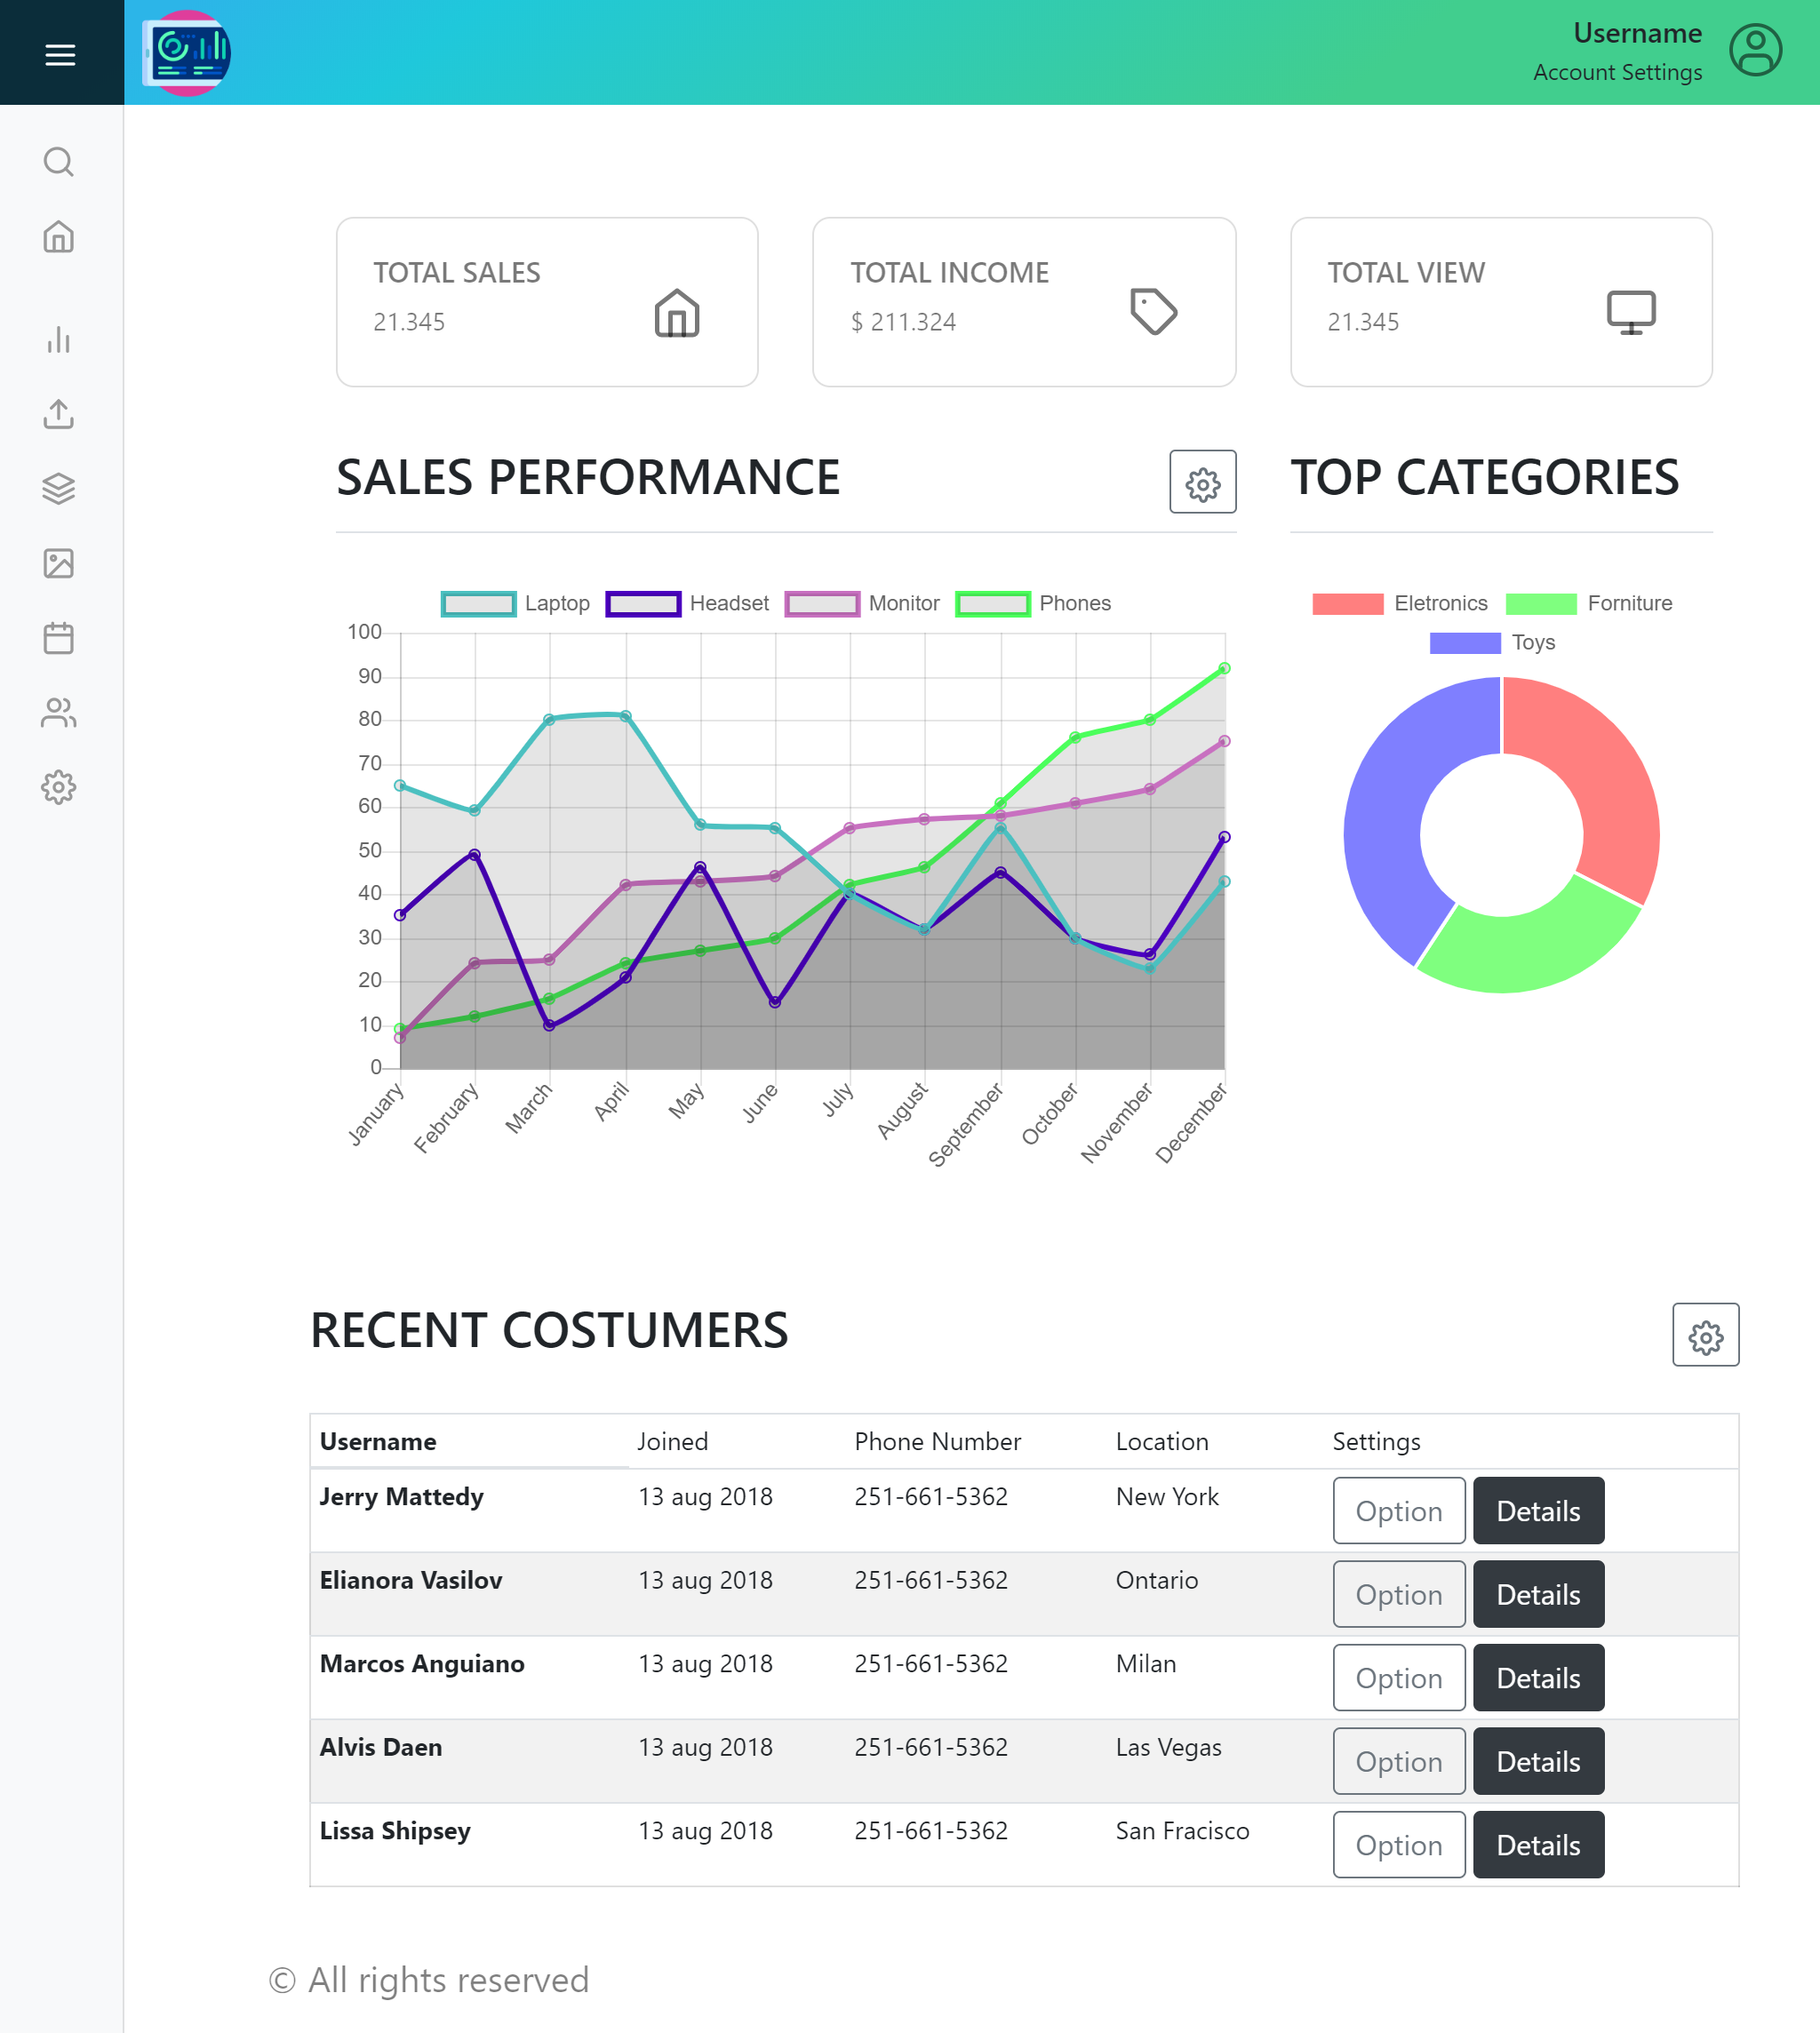 Username
Account Settings
TOTAL SALES
21.345
TOTAL INCOME
$ 211.324
TOTAL VIEW
21.345
SALES PERFORMANCE
TOP CATEGORIES
Laptop Headset Monitor Phones
100
90
80
70
60
50
40
30
20
10
0
January February March April May June July August September October November December
Eletronics Forniture
Toys
RECENT COSTUMERS
Username Joined Phone Number Location Settings
Jerry Mattedy 13 aug 2018 251-661-5362 New York Option Details
Elianora Vasilov 13 aug 2018 251-661-5362 Ontario Option Details
Marcos Anguiano 13 aug 2018 251-661-5362 Milan Option Details
Alvis Daen 13 aug 2018 251-661-5362 Las Vegas Option Details
Lissa Shipsey 13 aug 2018 251-661-5362 San Fracisco Option Details
© All rights reserved